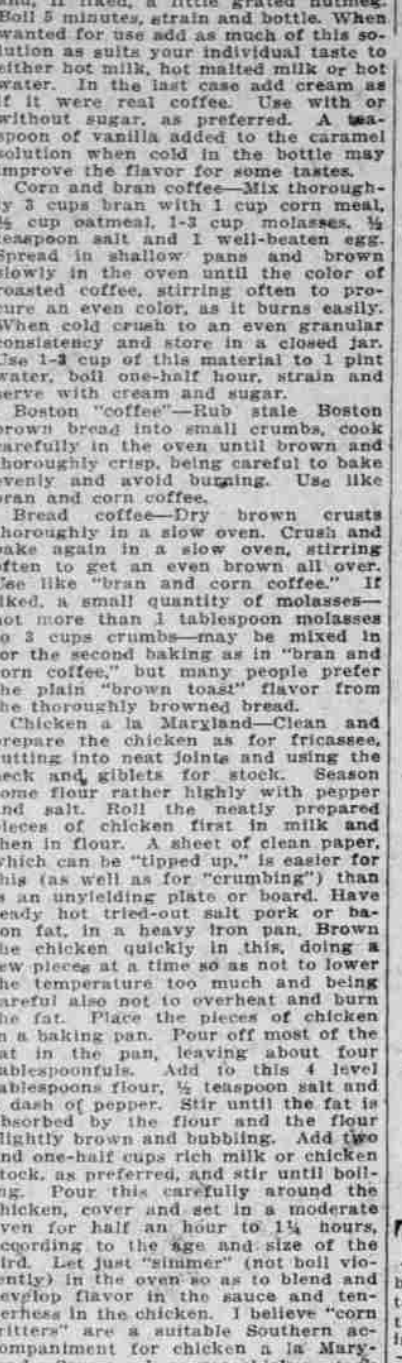 and, if liked, a little grated nutmeg.
Boil 5 minutes, strain and bottle. When
wanted for use add as much of this so-
lution as suits your individual taste to
either hot milk, hot malted milk or hot
water. In the last case add cream as
if it were real coffee. Use with or
without sugar, as preferred. A tea-
spoon of vanilla added to the caramel
solution when cold in the bottle may
improve the flavor for some tastes.
Corn and bran coffee—Mix thorough-
ly 3 cups bran with 1 cup corn meal,
½ cup oatmeal, 1-3 cup molasses, ½
teaspoon salt and 1 well-beaten egg.
Spread in shallow pans and brown
slowly in the oven until the color of
roasted coffee, stirring often to pro-
cure an even color, as it burns easily.
When cold crush to an even granular
consistency and store in a closed jar.
Use 1-3 cup of this material to 1 pint
water, boil one-half hour, strain and
serve with cream and sugar.
Boston "coffee"—Rub stale Boston
brown bread into small crumbs, cook
carefully in the oven until brown and
thoroughly crisp, being careful to bake
evenly and avoid burning. Use like
bran and corn coffee.
Bread coffee—Dry brown crusts
thoroughly in a slow oven. Crush and
bake again in a slow oven, stirring
often to get an even brown all over.
Use like "bran and corn coffee." If
liked, a small quantity of molasses—
not more than 1 tablespoon molasses
to 3 cups crumbs—may be mixed in
for the second baking as in "bran and
corn coffee," but many people prefer
the plain "brown toast" flavor from
the thoroughly browned bread.
Chicken a la Maryland—Clean and
prepare the chicken as for fricassee,
cutting into neat joints and using the
neck and giblets for stock. Season
some flour rather highly with pepper
and salt. Roll the neatly prepared
pieces of chicken first in milk and
then in flour. A sheet of clean paper,
which can be "tipped up," is easier for
this (as well as for "crumbing") than
is an unyielding plate or board. Have
ready hot tried-out salt pork or ba-
con fat, in a heavy iron pan. Brown
the chicken quickly in this, doing a
few pieces at a time so as not to lower
the temperature too much and being
careful also not to overheat and burn
the fat. Place the pieces of chicken
in a baking pan. Pour off most of the
fat in the pan, leaving about four
tablespoonfuls. Add to this 4 level
tablespoons flour, ½ teaspoon salt and
a dash of pepper. Stir until the fat is
absorbed by the flour and the flour
slightly brown and bubbling. Add two
and one-half cups rich milk or chicken
stock, as preferred, and stir until boil-
ing. Pour this carefully around the
chicken, cover and set in a moderate
oven for half an hour to 1¼ hours,
according to the age and size of the
bird. Let just "simmer" (not boil vio-
lently) in the oven so as to blend and
develop flavor in the sauce and ten-
derness in the chicken. I believe "corn
fritters" are a suitable Southern ac-
companiment for chicken a la Mary-